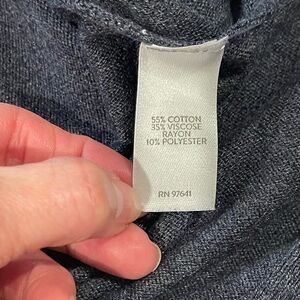 55% COTTON
35% VISCOSE
RAYON
10% POLYESTER
RN 97641